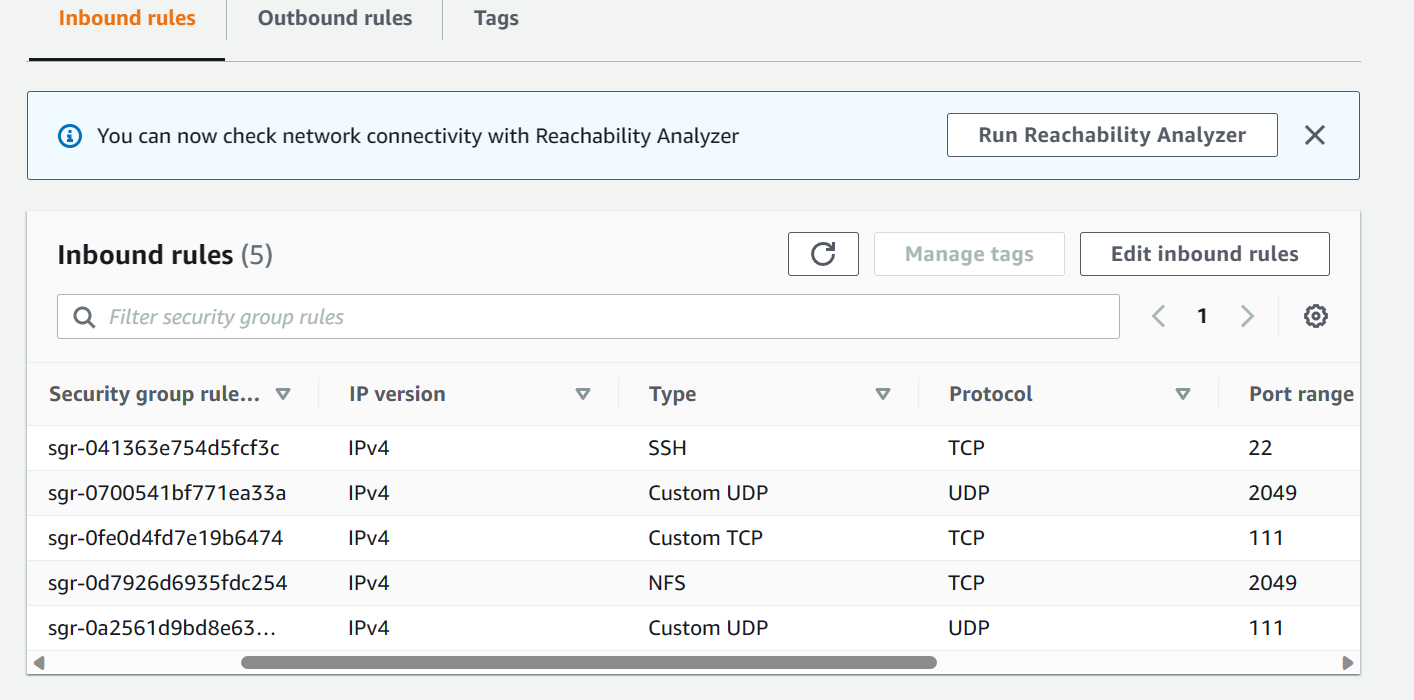 Inbound rules Outbound rules Tags
You can now check network connectivity with Reachability Analyzer Run Reachability Analyzer
Inbound rules (5) Manage tags Edit inbound rules
Filter security group rules 1
Security group rule... IP version Type Protocol Port range
sgr-041363e754d5fcf3c IPv4 SSH TCP 22
sgr-0700541bf771ea33a IPv4 Custom UDP UDP 2049
sgr-0fe0d4fd7e19b6474 IPv4 Custom TCP TCP 111
sgr-0d7926d6935fdc254 IPv4 NFS TCP 2049
sgr-0a2561d9bd8e63... IPv4 Custom UDP UDP 111